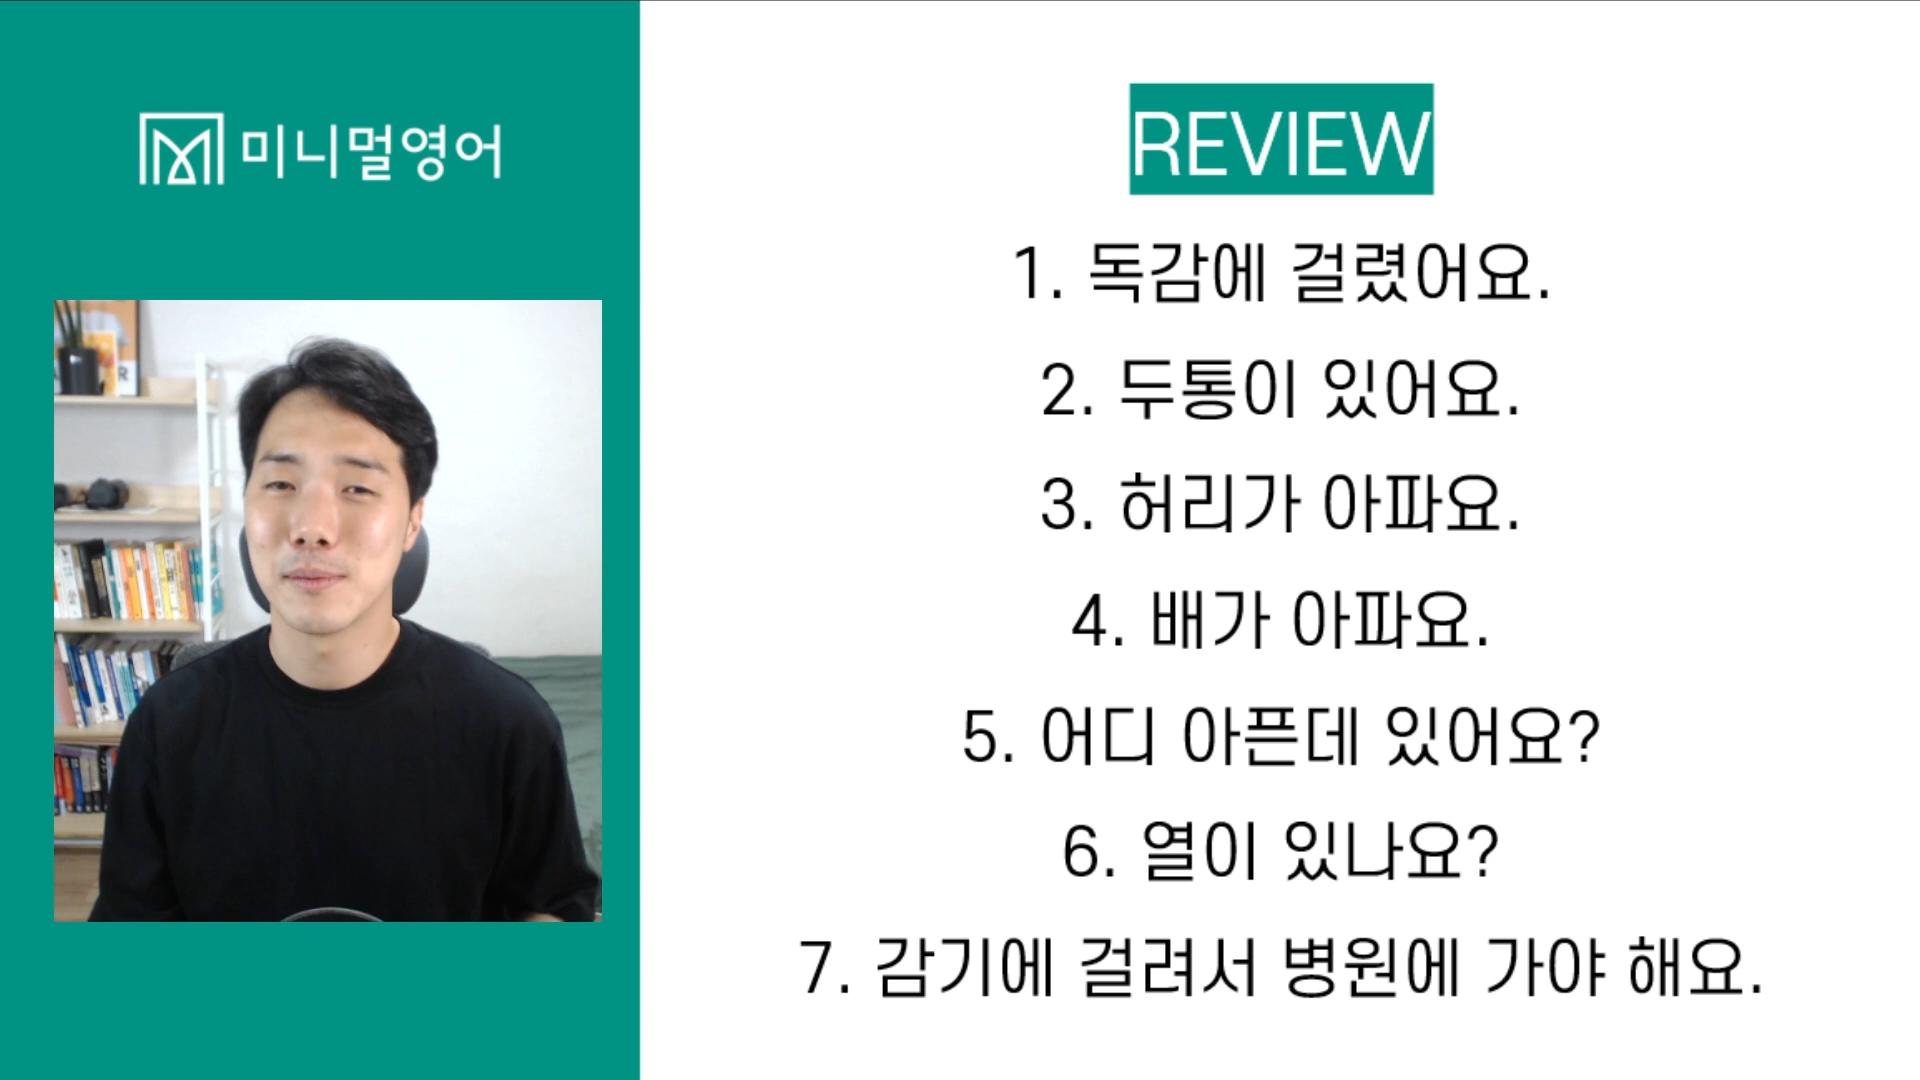 미니멀영어
REVIEW
1. 독감에 걸렸어요.
2. 두통이 있어요.
3. 허리가 아파요.
4. 배가 아파요.
5. 어디 아픈데 있어요?
6. 열이 있나요?
7. 감기에 걸려서 병원에 가야 해요.